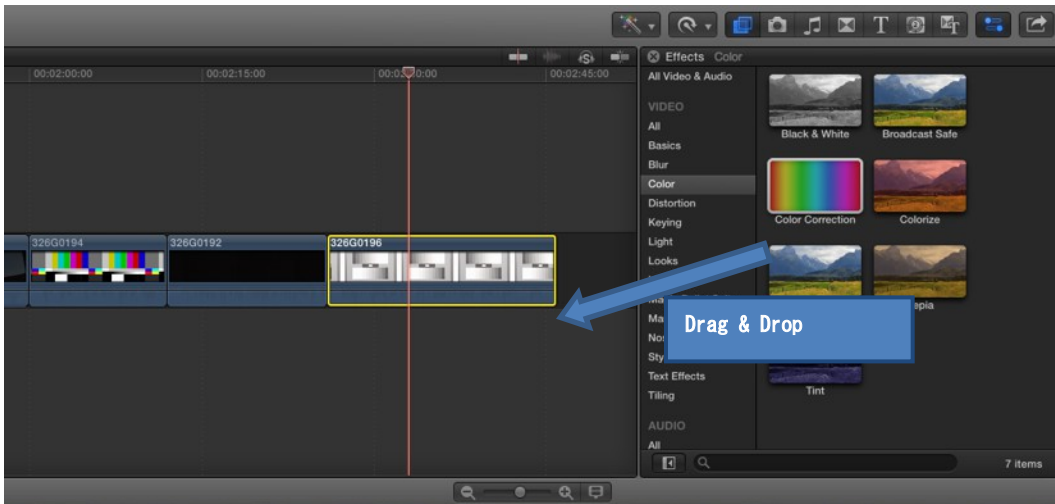 00:02:00:00
00:02:15:00
00:02:45:00
Effects Color
All Video & Audio
VIDEO
All
Basics
Blur
Color
Distortion
Keying
Light
Looks
Text Effects
Tiling
AUDIO
All
Black & White
Broadcast Safe
Color Correction
Colorize
Tint
326G0194
326G0192
326G0196
Drag & Drop
7 items